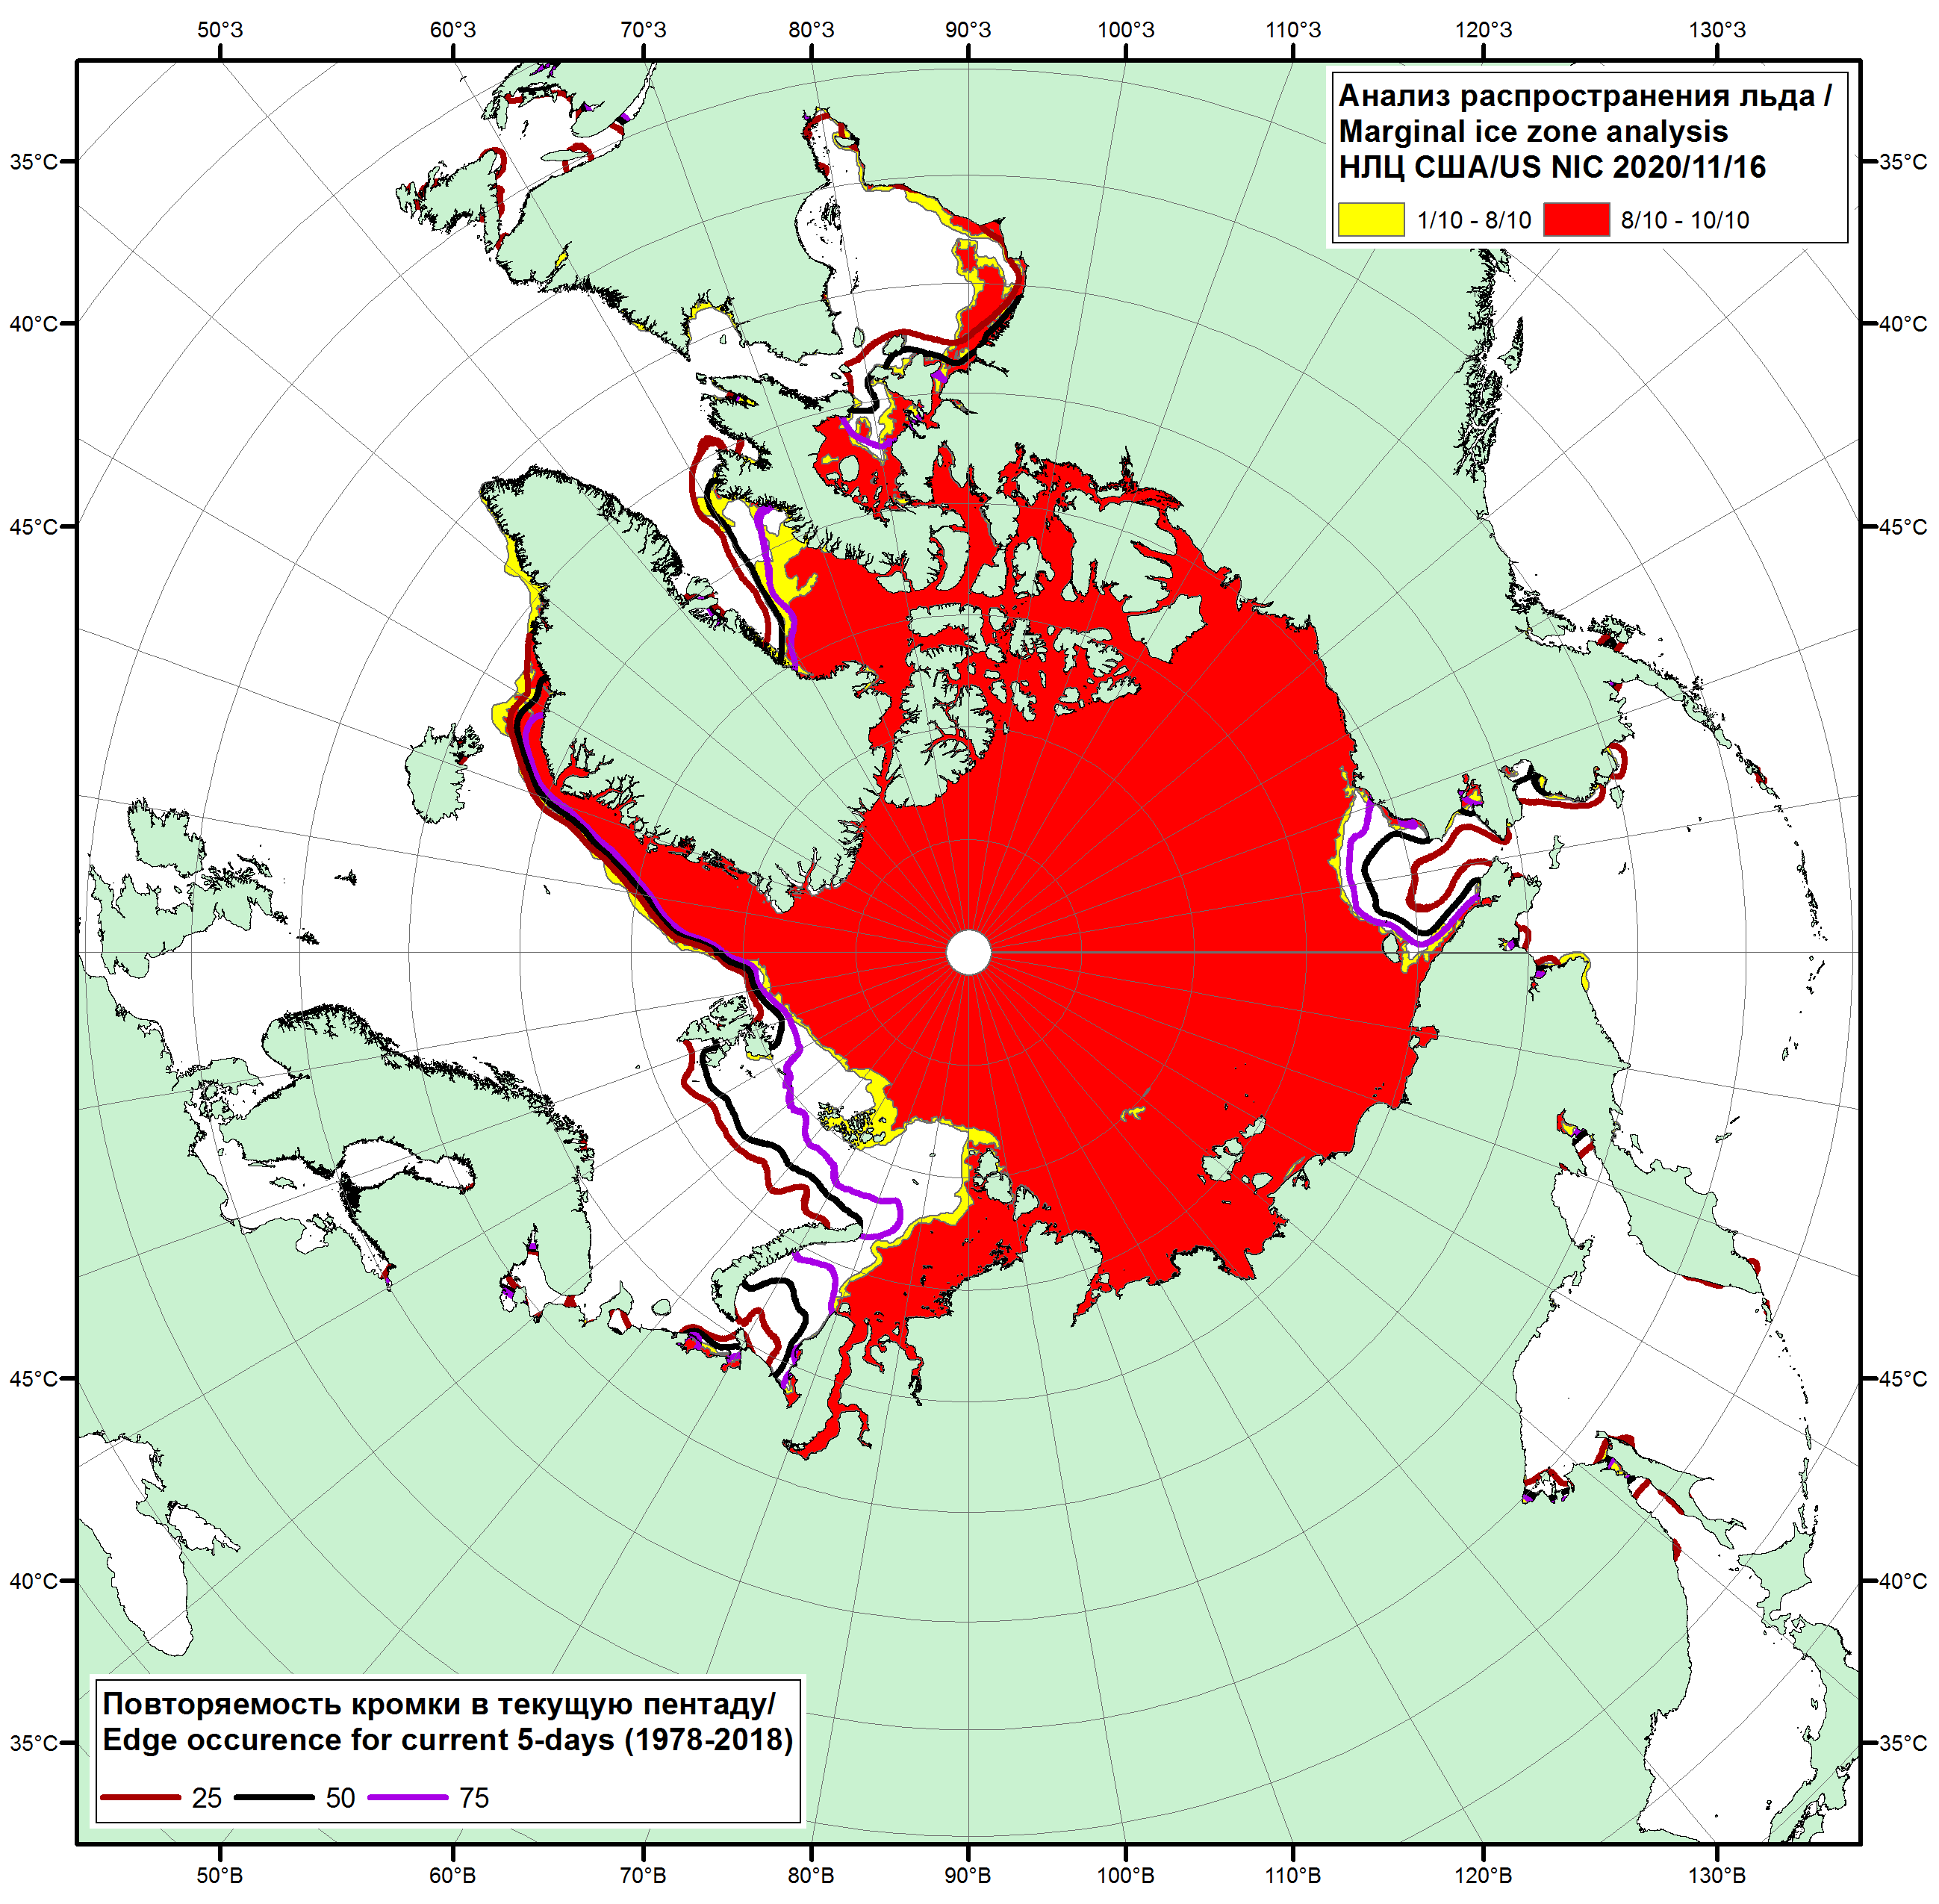 50°З 60°З 70°З 80°З 90°З 100°З 110°З 120°З 130°З
Анализ распространения льда /
Marginal ice zone analysis
НЛЦ США/US NIC 2020/11/16
1/10 - 8/10 8/10 - 10/10
35°С 35°С
40°С 40°С
45°С 45°С
45°С 45°С
40°С 40°С
35°С 35°С
Повторяемость кромки в текущую пентаду/
Edge occurence for current 5-days (1978-2018)
25 50 75
50°В 60°В 70°В 80°В 90°В 100°В 110°В 120°В 130°В